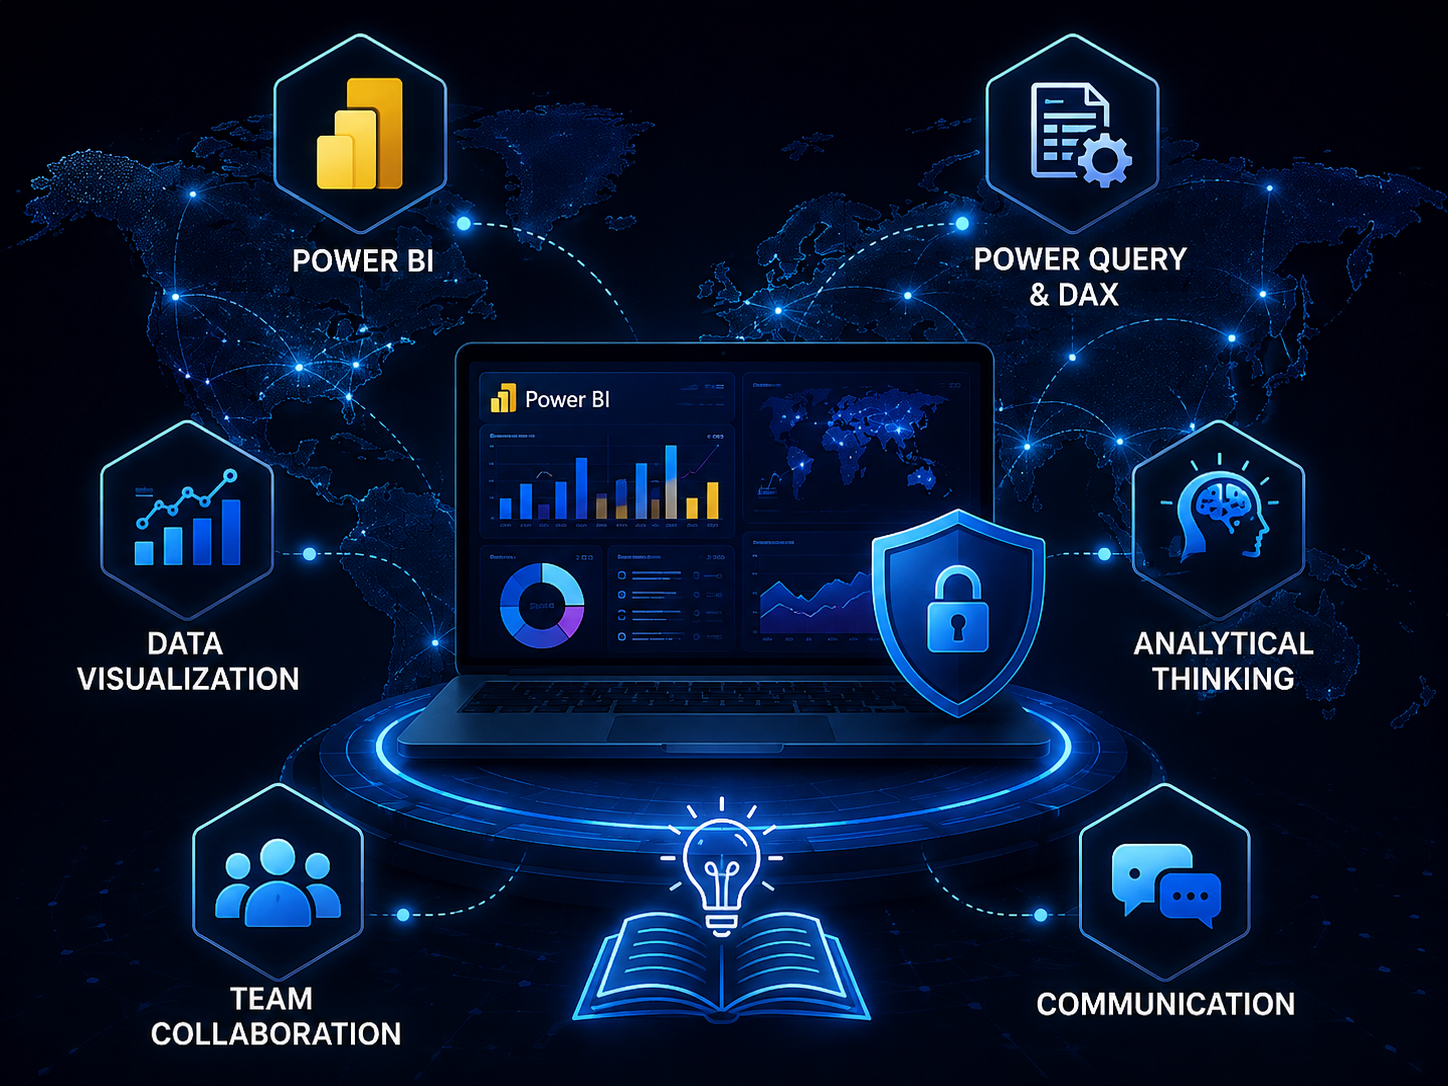 POWER BI
POWER QUERY
& DAX
Power BI
DATA
VISUALIZATION
ANALYTICAL
THINKING
TEAM
COLLABORATION
COMMUNICATION